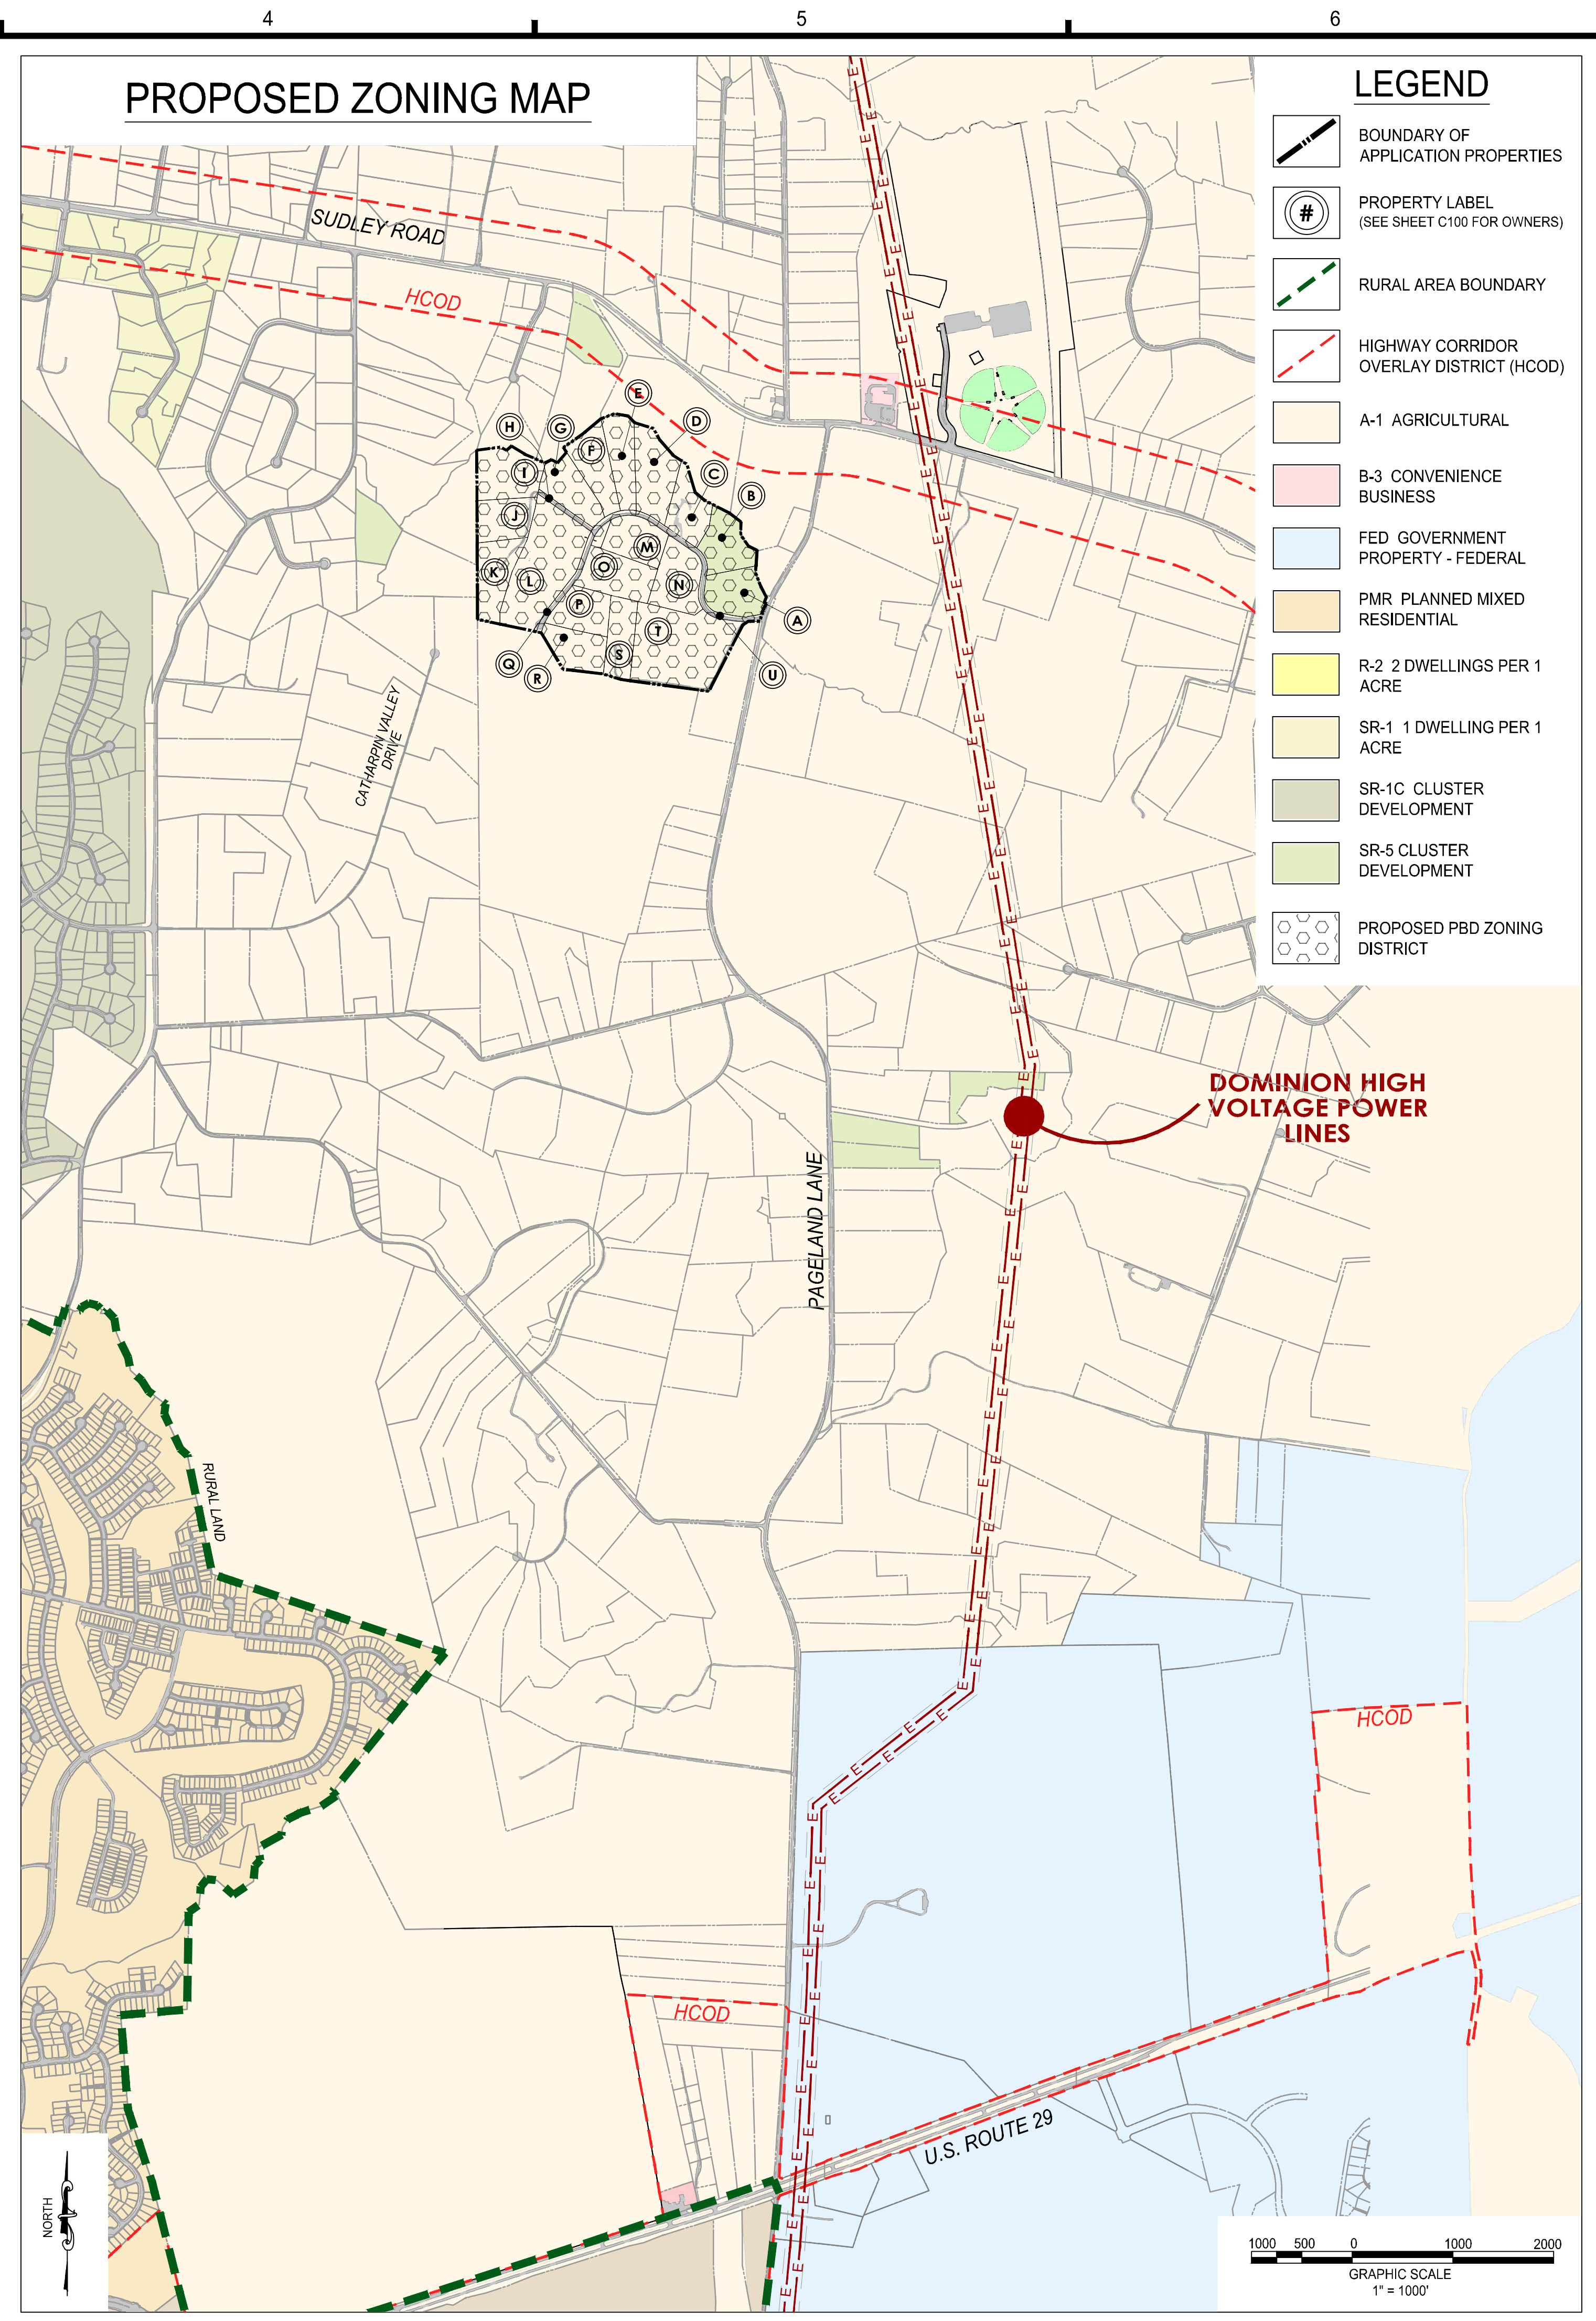 4
5
6
PROPOSED ZONING MAP
LEGEND
BOUNDARY OF
APPLICATION PROPERTIES
#
PROPERTY LABEL
(SEE SHEET C100 FOR OWNERS)
RURAL AREA BOUNDARY
HIGHWAY CORRIDOR
OVERLAY DISTRICT (HCOD)
A-1 AGRICULTURAL
B-3 CONVENIENCE
BUSINESS
FED GOVERNMENT
PROPERTY - FEDERAL
PMR PLANNED MIXED
RESIDENTIAL
R-2 2 DWELLINGS PER 1
ACRE
SR-1 1 DWELLING PER 1
ACRE
SR-1C CLUSTER
DEVELOPMENT
SR-5 CLUSTER
DEVELOPMENT
PROPOSED PBD ZONING
DISTRICT
SUDLEY ROAD
HCOD
E
D
H
G
F
C
I
B
J
M
K
L
O
N
P
A
T
S
Q
R
U
CATHARPIN VALLEY
DRIVE
DOMINION HIGH
VOLTAGE POWER
LINES
PAGELAND LANE
RURAL LAND
HCOD
HCOD
U.S. ROUTE 29
NORTH
1000 500 0 1000 2000
GRAPHIC SCALE
1" = 1000'